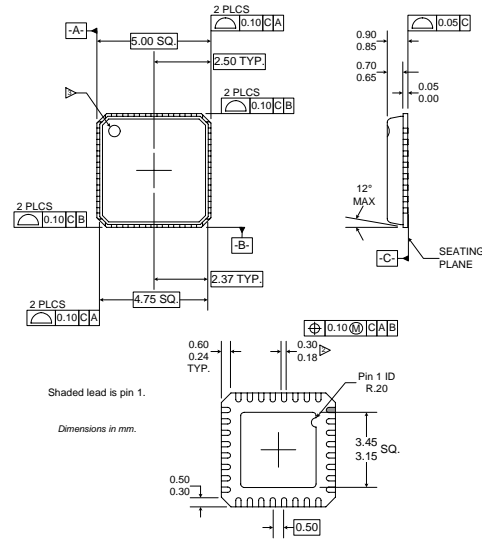 2 PLCS
0.10 C A
-A-
5.00 SQ.
2.50 TYP.
2 PLCS
0.10 C B
2 PLCS
0.10 C B
-B-
2.37 TYP.
4.75 SQ.
2 PLCS
0.10 C A
0.05 C
0.90
0.85
0.70
0.65
0.05
0.00
12°
MAX
-C-
SEATING
PLANE
0.10 M C A B
0.60
0.24
TYP.
0.30
0.18
Pin 1 ID
R.20
Shaded lead is pin 1.
Dimensions in mm.
3.45
3.15
SQ.
0.50
0.30
0.50